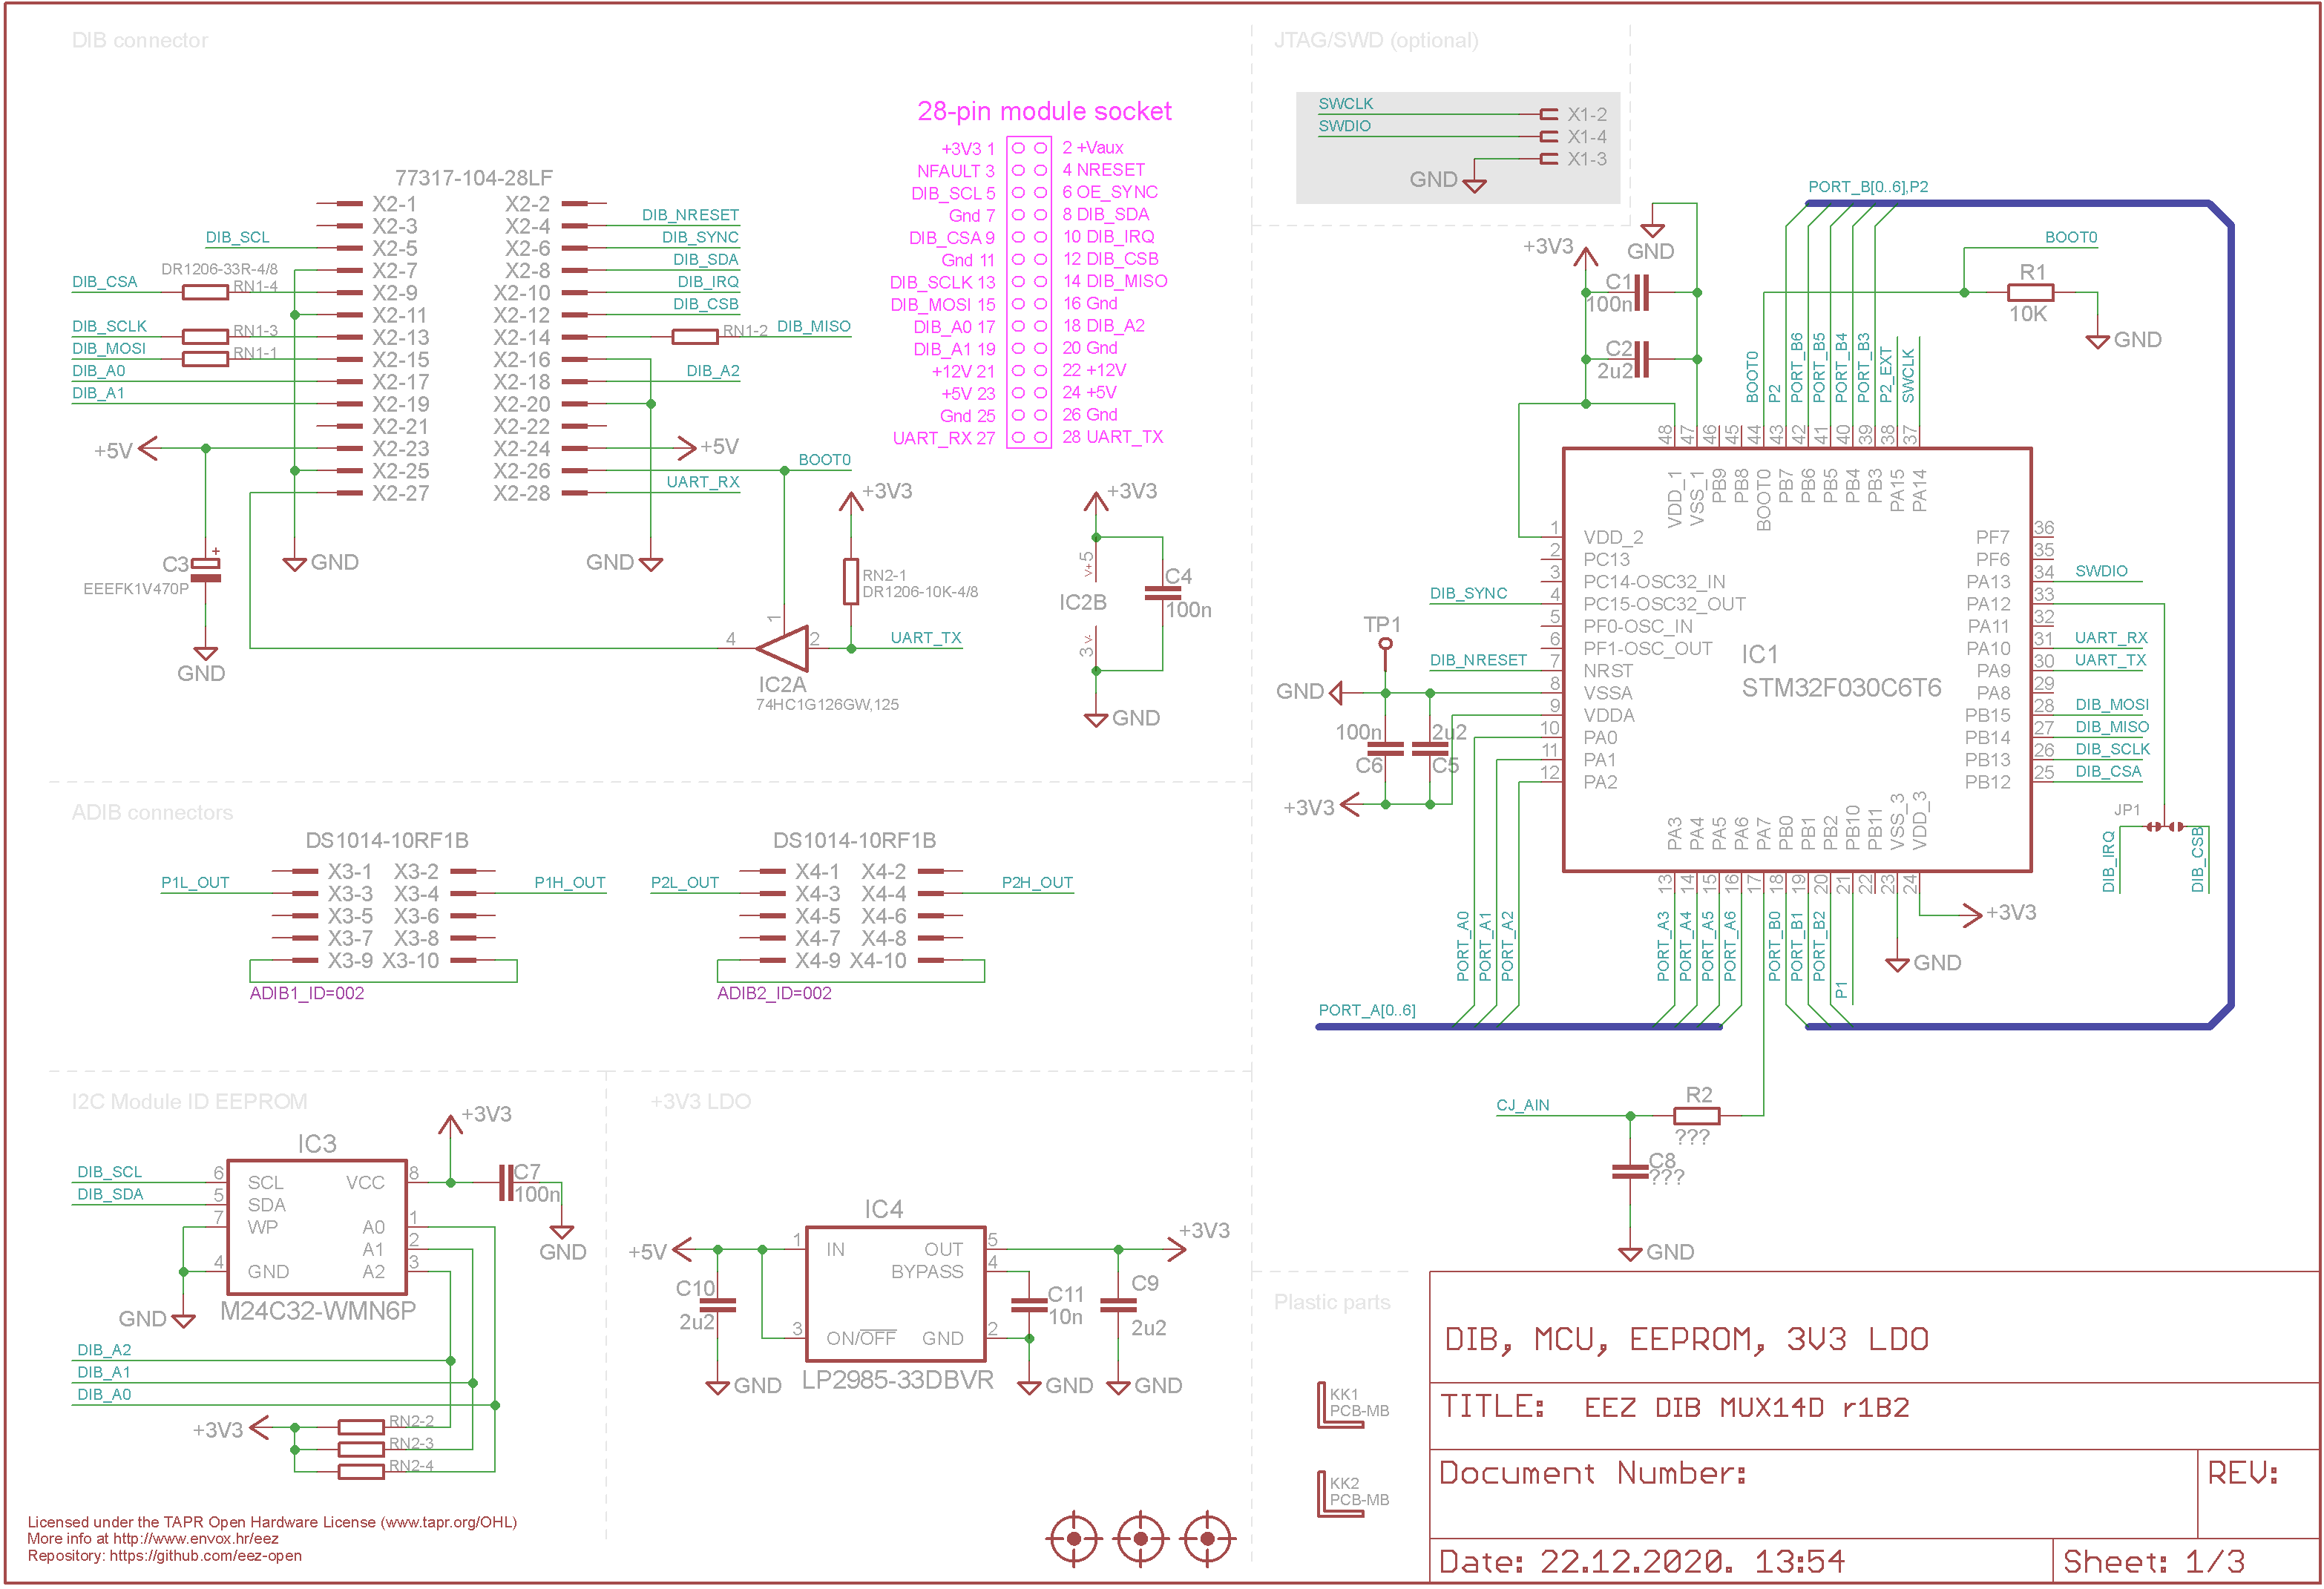 DIB connector
77317-104-28LF
X2-1 X2-2
X2-3 X2-4 DIB_NRESET
DIB_SCL X2-5 X2-6 DIB_SYNC
DR1206-33R-4/8 X2-7 X2-8 DIB_SDA
DIB_CSA RN1-4 X2-9 X2-10 DIB_IRQ
X2-11 X2-12 DIB_CSB
DIB_SCLK RN1-3 X2-13 X2-14 RN1-2 DIB_MISO
DIB_MOSI RN1-1 X2-15 X2-16
DIB_A0 X2-17 X2-18 DIB_A2
DIB_A1 X2-19 X2-20
X2-21 X2-22
+5V X2-23 X2-24 +5V
X2-25 X2-26 BOOT0
X2-27 X2-28 UART_RX
C3
+
EEEFK1V470P
GND
GND
GND
+3V3
RN2-1
DR1206-10K-4/8
UART_TX
4 1 2
IC2A
74HC1G126GW,125
+3V3
V+ 5
IC2B
3 V-
C4
100n
GND
28-pin module socket
+3V3 1 2 +Vaux
NFAULT 3 4 NRESET
DIB_SCL 5 6 OE_SYNC
Gnd 7 8 DIB_SDA
DIB_CSA 9 10 DIB_IRQ
Gnd 11 12 DIB_CSB
DIB_SCLK 13 14 DIB_MISO
DIB_MOSI 15 16 Gnd
DIB_A0 17 18 DIB_A2
DIB_A1 19 20 Gnd
+12V 21 22 +12V
+5V 23 24 +5V
Gnd 25 26 Gnd
UART_RX 27 28 UART_TX
JTAG/SWD (optional)
SWCLK X1-2
SWDIO X1-4
X1-3
GND
PORT_B[0..6],P2
+3V3
GND
C1
100n
C2
2u2
BOOT0
R1
10K
GND
BOOT0
P2
PORT_B6
PORT_B5
PORT_B4
PORT_B3
P2_EXT
SWCLK
48 47 46 45 44 43 42 41 40 39 38 37
VDD_1 VSS_1 PB9 PB8 BOOT0 PB7 PB6 PB5 PB4 PB3 PA15 PA14
1 VDD_2
2 PC13
3 PC14-OSC32_IN
DIB_SYNC 4 PC15-OSC32_OUT
5 PF0-OSC_IN
6 PF1-OSC_OUT
DIB_NRESET 7 NRST
GND 8 VSSA
9 VDDA
10 PA0
11 PA1
12 PA2
TP1
100n
C6
2u2
C5
+3V3
IC1
STM32F030C6T6
PF7 36
PF6 35
PA13 34 SWDIO
PA12 33
PA11 32
PA10 31 UART_RX
PA9 30 UART_TX
PA8 29
PB15 28 DIB_MOSI
PB14 27 DIB_MISO
PB13 26 DIB_SCLK
PB12 25 DIB_CSA
JP1
DIB_IRQ
DIB_CSB
PA3 PA4 PA5 PA6 PA7 PB0 PB1 PB2 PB10 PB11 VSS_3 VDD_3
13 14 15 16 17 18 19 20 21 22 23 24
PORT_A0
PORT_A1
PORT_A2
PORT_A3
PORT_A4
PORT_A5
PORT_A6
PORT_B0
PORT_B1
PORT_B2
P1
+3V3
GND
PORT_A[0..6]
CJ_AIN
R2
???
C8
???
GND
ADIB connectors
DS1014-10RF1B
X3-1 X3-2
P1L_OUT X3-3 X3-4 P1H_OUT
X3-5 X3-6
X3-7 X3-8
X3-9 X3-10
ADIB1_ID=002
DS1014-10RF1B
X4-1 X4-2
P2L_OUT X4-3 X4-4 P2H_OUT
X4-5 X4-6
X4-7 X4-8
X4-9 X4-10
ADIB2_ID=002
I2C Module ID EEPROM
IC3
+3V3
DIB_SCL 6 SCL VCC 8
DIB_SDA 5 SDA
7 WP A0 1
A1 2
4 GND A2 3
C7
100n
GND
GND
M24C32-WMN6P
DIB_A2
DIB_A1
DIB_A0
+3V3
RN2-2
RN2-3
RN2-4
+3V3 LDO
IC4
+5V 1 IN OUT 5 +3V3
BYPASS 4
3 ON/OFF GND 2
C10
2u2
C11
10n
C9
2u2
GND
LP2985-33DBVR
GND
GND
Plastic parts
KK1
PCB-MB
KK2
PCB-MB
DIB, MCU, EEPROM, 3V3 LDO
TITLE: EEZ DIB MUX14D r1B2
Document Number:
REV:
Date: 22.12.2020. 13:54
Sheet: 1/3
Licensed under the TAPR Open Hardware License (www.tapr.org/OHL)
More info at http://www.envox.hr/eez
Repository: https://github.com/eez-open